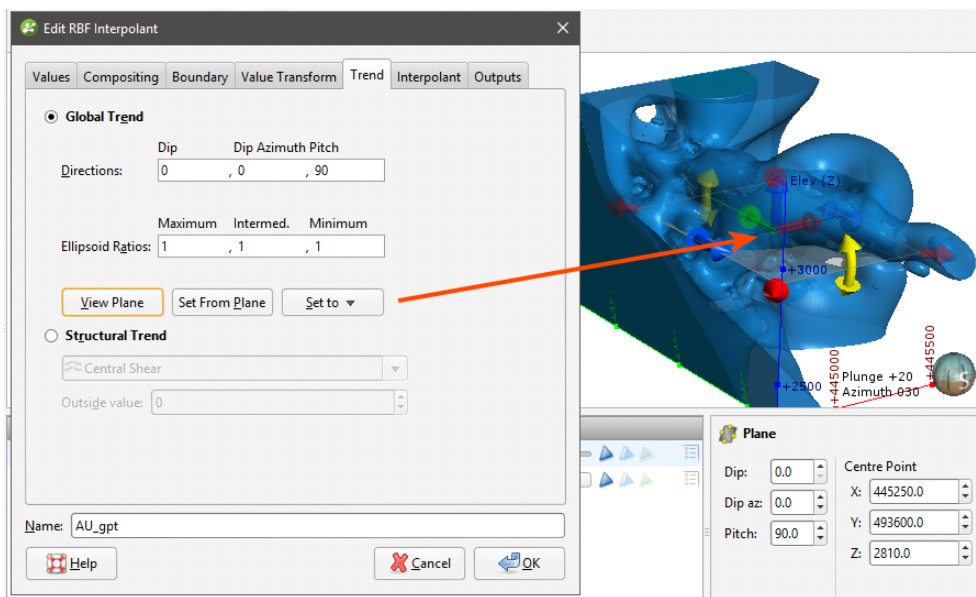 Edit RBF Interpolant
Values Compositing Boundary Value Transform Trend Interpolant Outputs
Global Trend
Dip Dip Azimuth Pitch
Directions: 0 , 0 , 90
Maximum Intermed. Minimum
Ellipsoid Ratios: 1 , 1 , 1
View Plane Set From Plane Set to
Structural Trend
Central Shear
Outside value: 0
Name: AU_gpt
Help Cancel OK
Elev (Z)
+3000
+2500
+445000
+445500
Plunge +20
Azimuth 030
S
Plane
Dip: 0.0
Dip az: 0.0
Pitch: 90.0
Centre Point
X: 445250.0
Y: 493600.0
Z: 2810.0